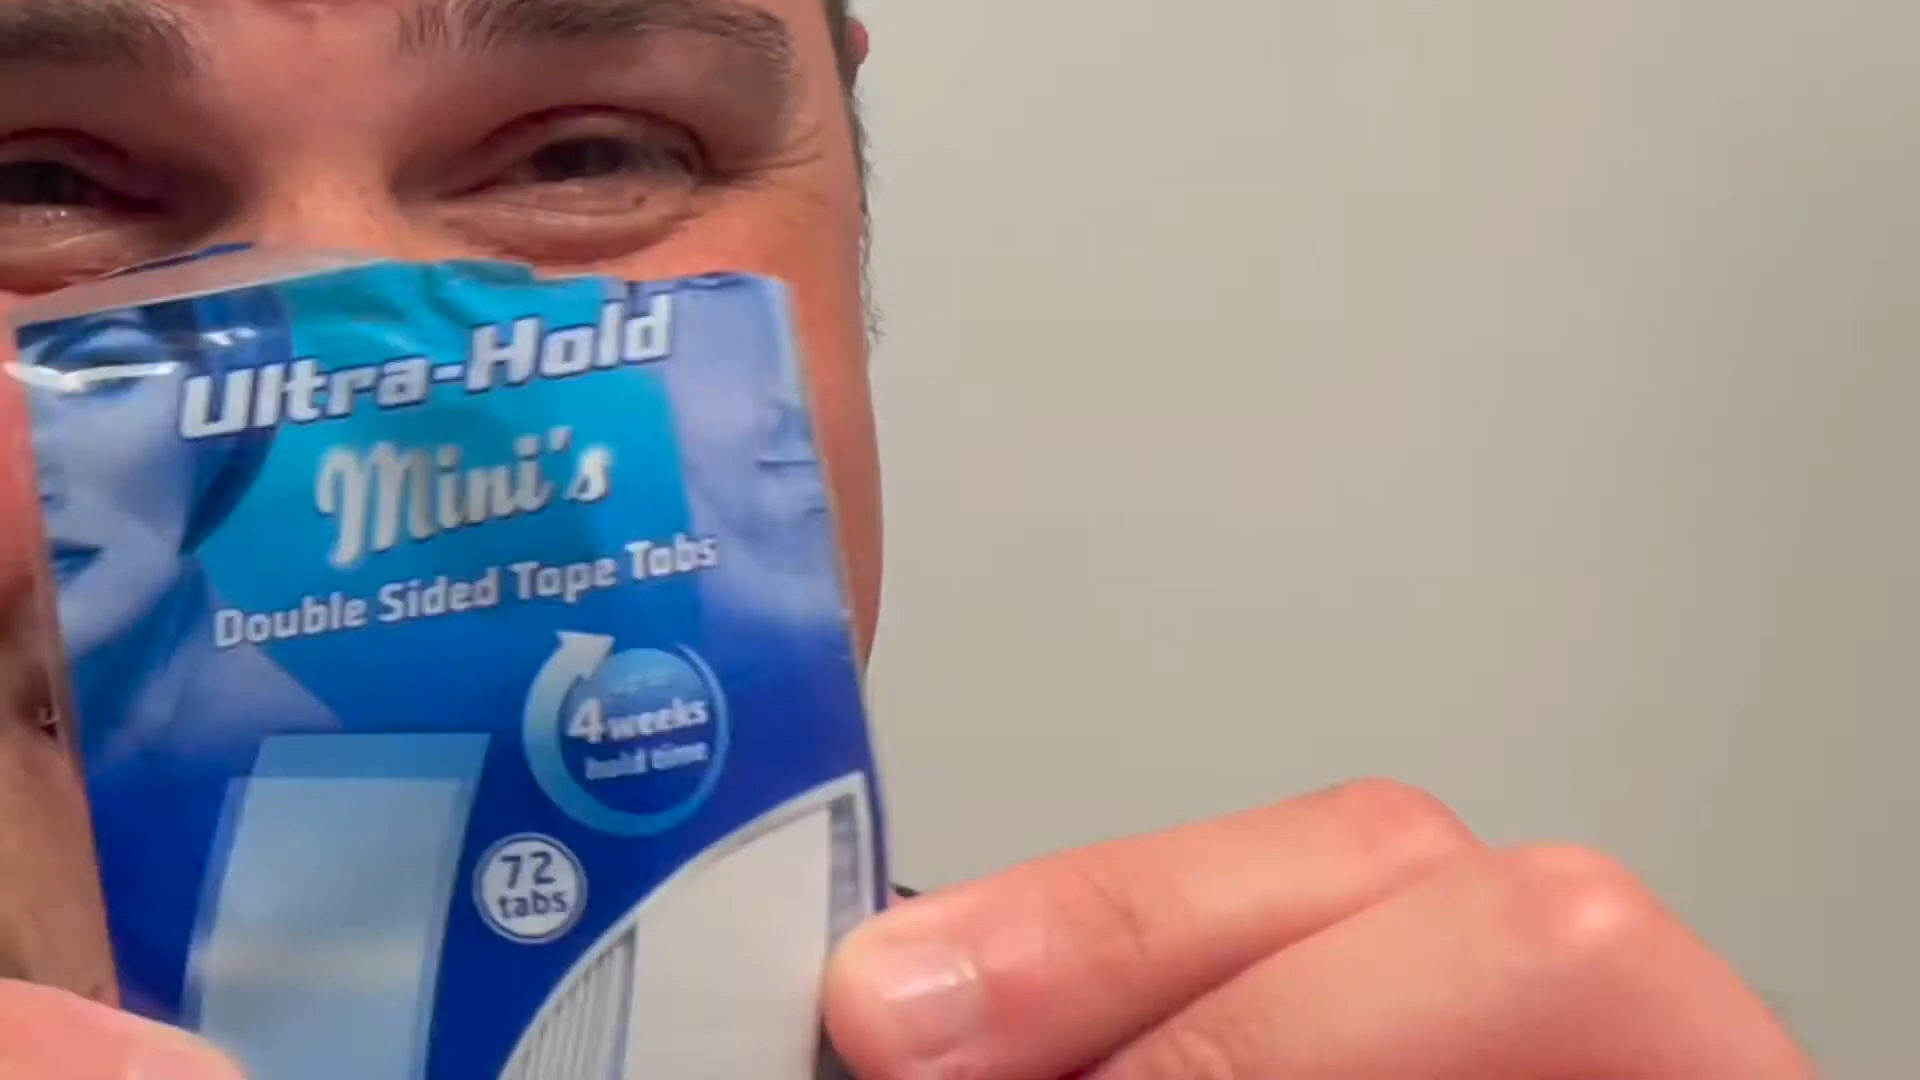 Ultra-Hold
Mini's
Double Sided Tape Tabs
4 weeks
hold time
72
tabs